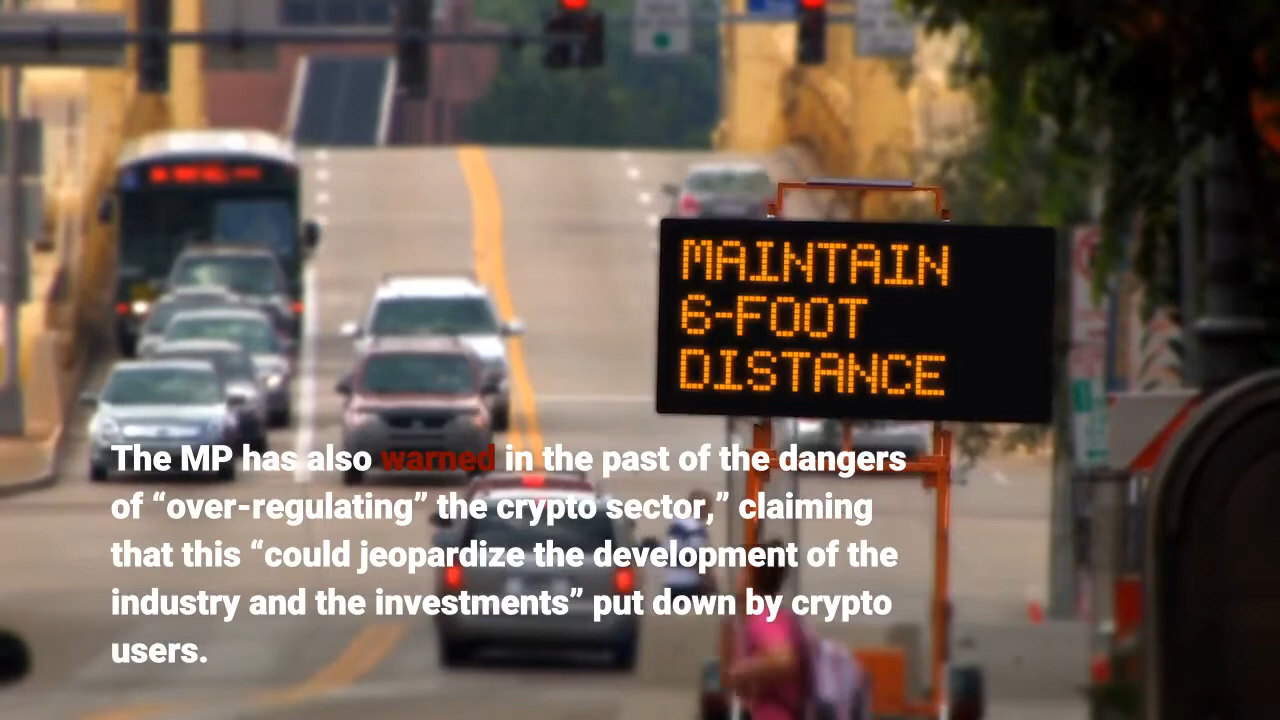 MAINTAIN
6-FOOT
DISTANCE
The MP has also warned in the past of the dangers
of “over-regulating” the crypto sector,” claiming
that this “could jeopardize the development of the
industry and the investments” put down by crypto
users.